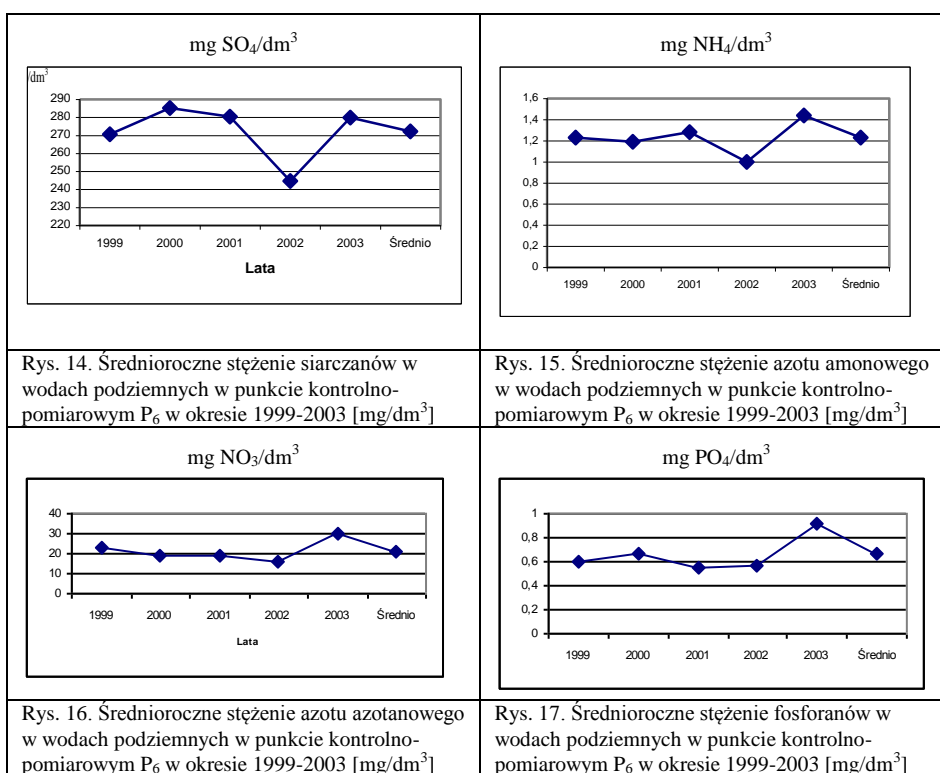 mg SO₄/dm³
/dm³
290
280
270
260
250
240
230
220
1999 2000 2001 2002 2003 Średnio
Lata
Rys. 14. Średnioroczne stężenie siarczanów w
wodach podziemnych w punkcie kontrolno-
pomiarowym P₆ w okresie 1999-2003 [mg/dm³]
mg NH₄/dm³
1,6
1,4
1,2
1
0,8
0,6
0,4
0,2
0
1999 2000 2001 2002 2003 Średnio
Rys. 15. Średnioroczne stężenie azotu amonowego
w wodach podziemnych w punkcie kontrolno-
pomiarowym P₆ w okresie 1999-2003 [mg/dm³]
mg NO₃/dm³
40
30
20
10
0
1999 2000 2001 2002 2003 Średnio
Lata
Rys. 16. Średnioroczne stężenie azotu azotanowego
w wodach podziemnych w punkcie kontrolno-
pomiarowym P₆ w okresie 1999-2003 [mg/dm³]
mg PO₄/dm³
1
0,8
0,6
0,4
0,2
0
1999 2000 2001 2002 2003 Średnio
Rys. 17. Średnioroczne stężenie fosforanów w
wodach podziemnych w punkcie kontrolno-
pomiarowym P₆ w okresie 1999-2003 [mg/dm³]